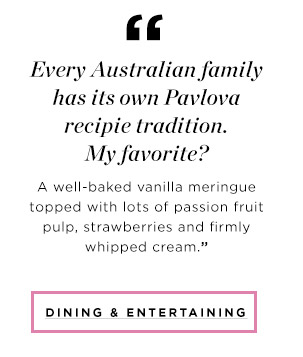 “
Every Australian family
has its own Pavlova
recipie tradition.
My favorite?
A well-baked vanilla meringue
topped with lots of passion fruit
pulp, strawberries and firmly
whipped cream.”
DINING & ENTERTAINING